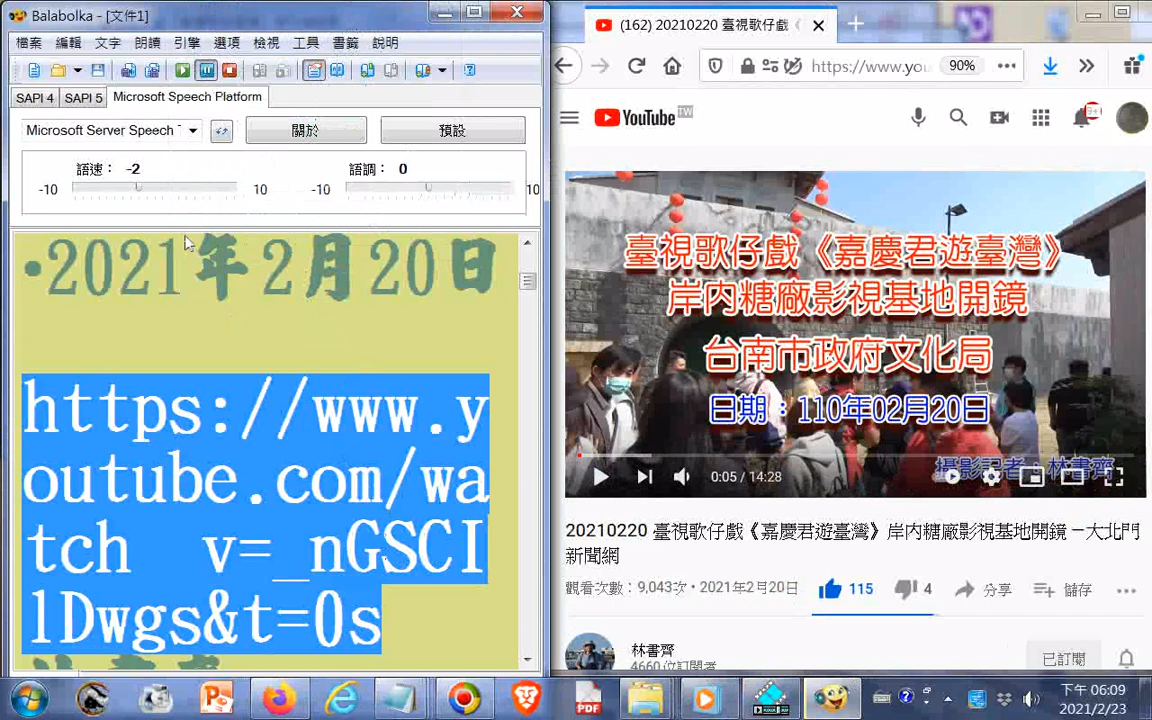 Balabolka - [文件1]
檔案 編輯 文字 朗讀 引擎 選項 檢視 工具 書籤 說明
SAPI 4 SAPI 5 Microsoft Speech Platform
Microsoft Server Speech
關於
預設
語速： -2
語調： 0
-10 10 -10 10
•2021年2月20日
https://www.y
outube.com/wa
tch v=_nGSCI
lDwgs&t=0s
(162) 20210220 臺視歌仔戲《
https://www.you
90%
YouTube TW
9+
臺視歌仔戲《嘉慶君遊臺灣》
岸内糖廠影視基地開鏡
台南市政府文化局
日期：110年02月20日
攝影記者：林書齊
0:05 / 14:28
20210220 臺視歌仔戲《嘉慶君遊臺灣》岸内糖廠影視基地開鏡 ─大北門
新聞網
觀看次數：9,043次 • 2021年2月20日
115
4
分享
儲存
林書齊
4660位訂閱者
已訂閱
下午 06:09
2021/2/23